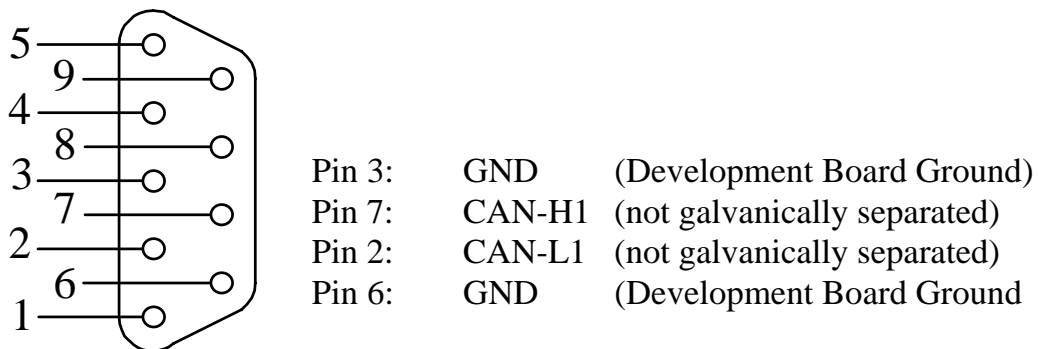 5
9
4
8
3
7
2
6
1
Pin 3: GND (Development Board Ground)
Pin 7: CAN-H1 (not galvanically separated)
Pin 2: CAN-L1 (not galvanically separated)
Pin 6: GND (Development Board Ground